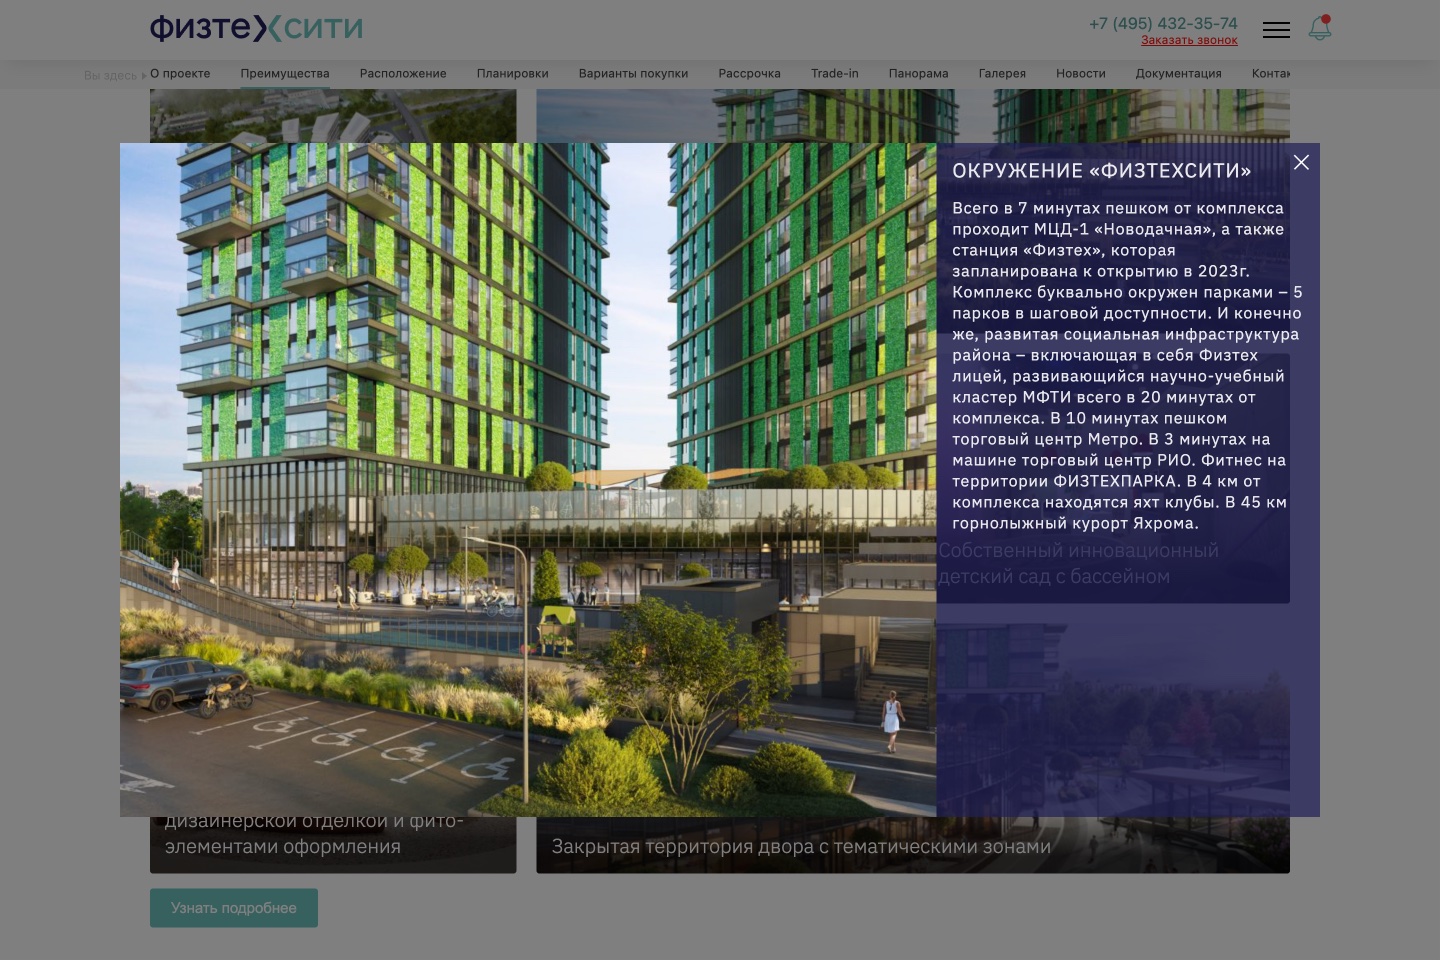 физтехсити
+7 (495) 432-35-74
Заказать звонок
Вы здесь
О проекте
Преимущества
Расположение
Планировки
Варианты покупки
Рассрочка
Trade-in
Панорама
Галерея
Новости
Документация
ОКРУЖЕНИЕ «ФИЗТЕХСИТИ»
Всего в 7 минутах пешком от комплекса
проходит МЦД-1 «Новодачная», а также
станция «Физтех», которая
запланирована к открытию в 2023г.
Комплекс буквально окружен парками – 5
парков в шаговой доступности. И конечно
же, развитая социальная инфраструктура
района – включающая в себя Физтех
лицей, развивающийся научно-учебный
кластер МФТИ всего в 20 минутах от
комплекса. В 10 минутах пешком
торговый центр Метро. В 3 минутах на
машине торговый центр РИО. Фитнес на
территории ФИЗТЕХПАРКА. В 4 км от
комплекса находятся яхт клубы. В 45 км
горнолыжный курорт Яхрома.
Собственный инновационный
детский сад с бассейном
дизайнерской отделкой и фито-
элементами оформления
Закрытая территория двора с тематическими зонами
Узнать подробнее